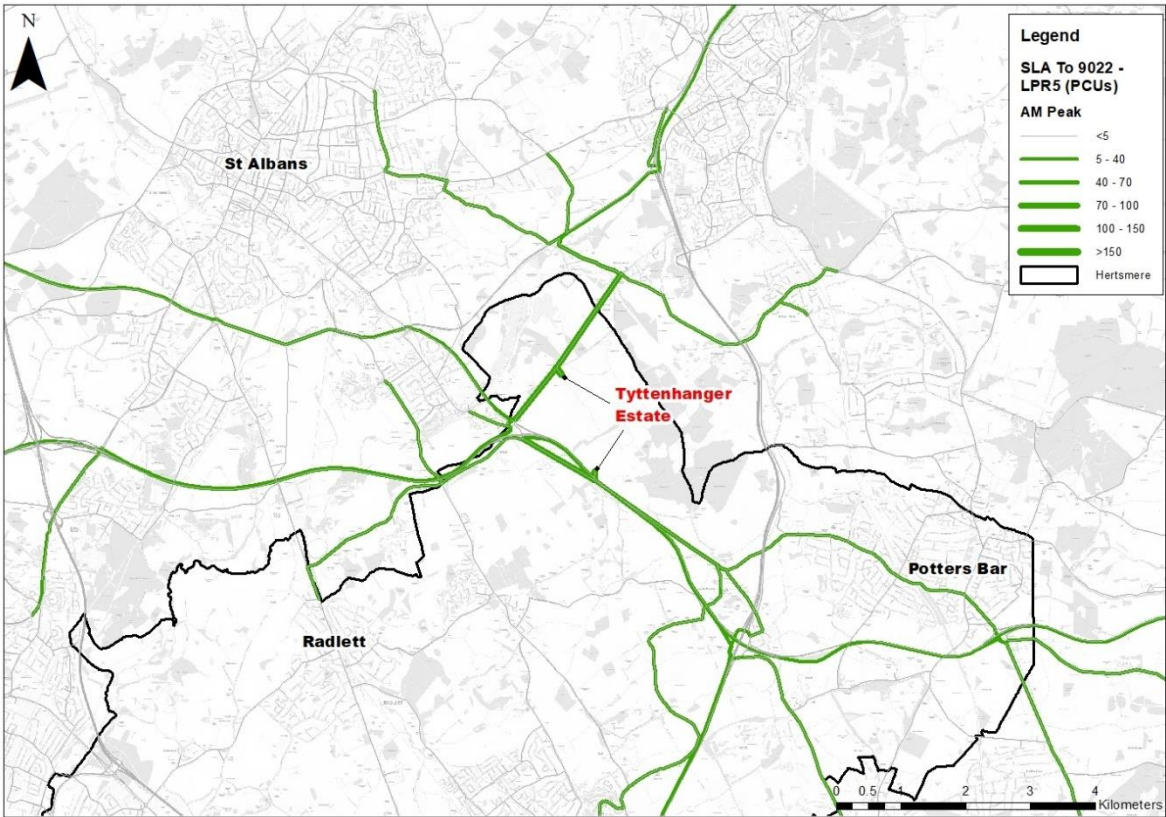 N
St Albans
Tyttenhanger
Estate
Potters Bar
Radlett
Legend
SLA To 9022 -
LPR5 (PCUs)
AM Peak
<5
5 - 40
40 - 70
70 - 100
100 - 150
>150
Hertsmere
0 0.5 1 2 3 4
Kilometers